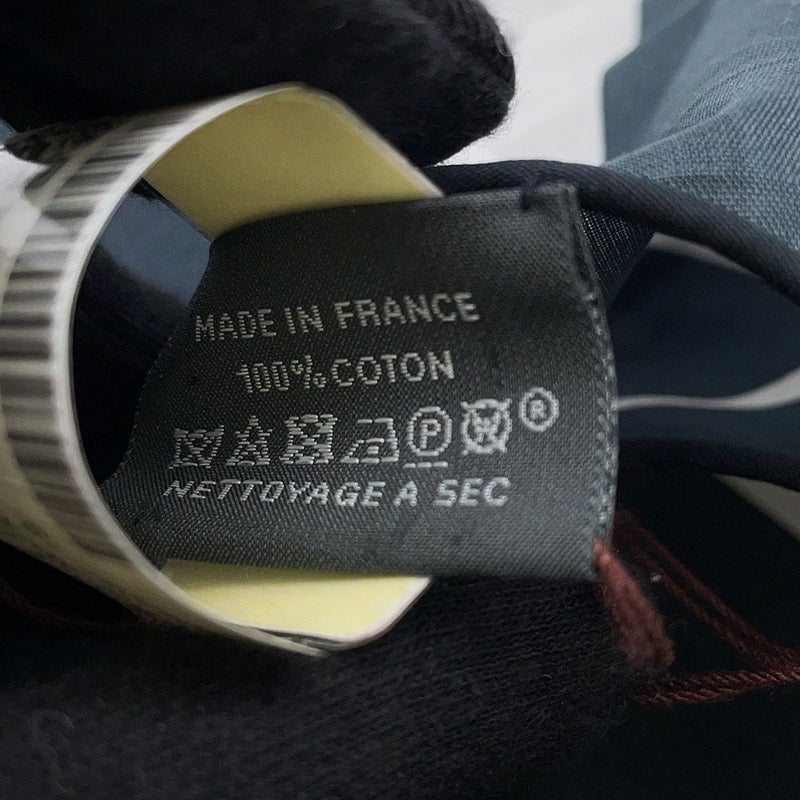 MADE IN FRANCE
100% COTON
P W ®
NETTOYAGE A SEC